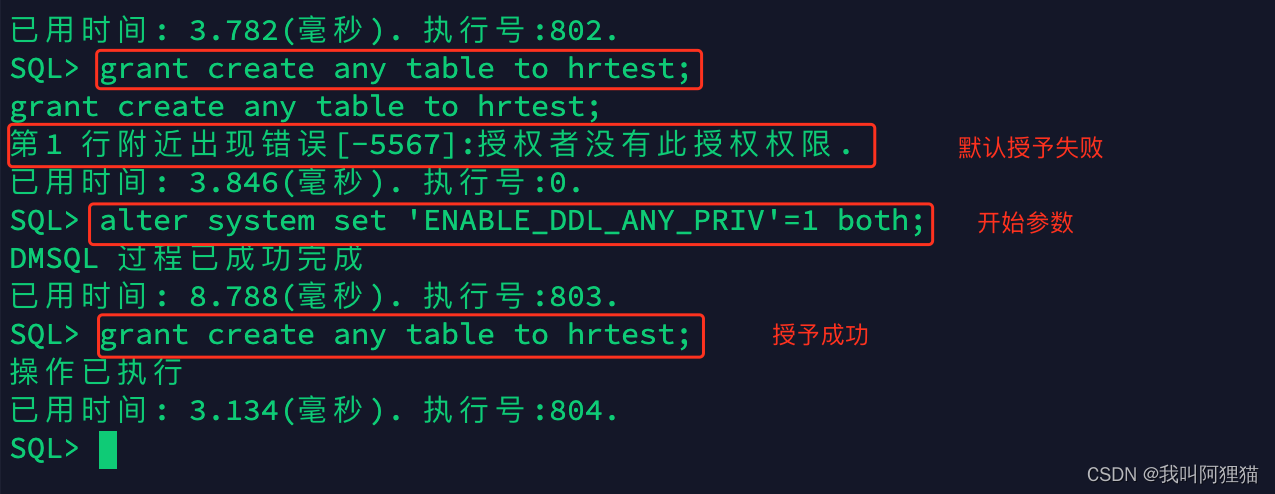 已用时间: 3.782(毫秒). 执行号:802.
SQL> grant create any table to hrtest;
grant create any table to hrtest;
第1 行附近出现错误[-5567]:授权者没有此授权权限. 默认授予失败
已用时间: 3.846(毫秒). 执行号:0.
SQL> alter system set 'ENABLE_DDL_ANY_PRIV'=1 both; 开始参数
DMSQL 过程已成功完成
已用时间: 8.788(毫秒). 执行号:803.
SQL> grant create any table to hrtest; 授予成功
操作已执行
已用时间: 3.134(毫秒). 执行号:804.
SQL>
CSDN @我叫阿狸猫